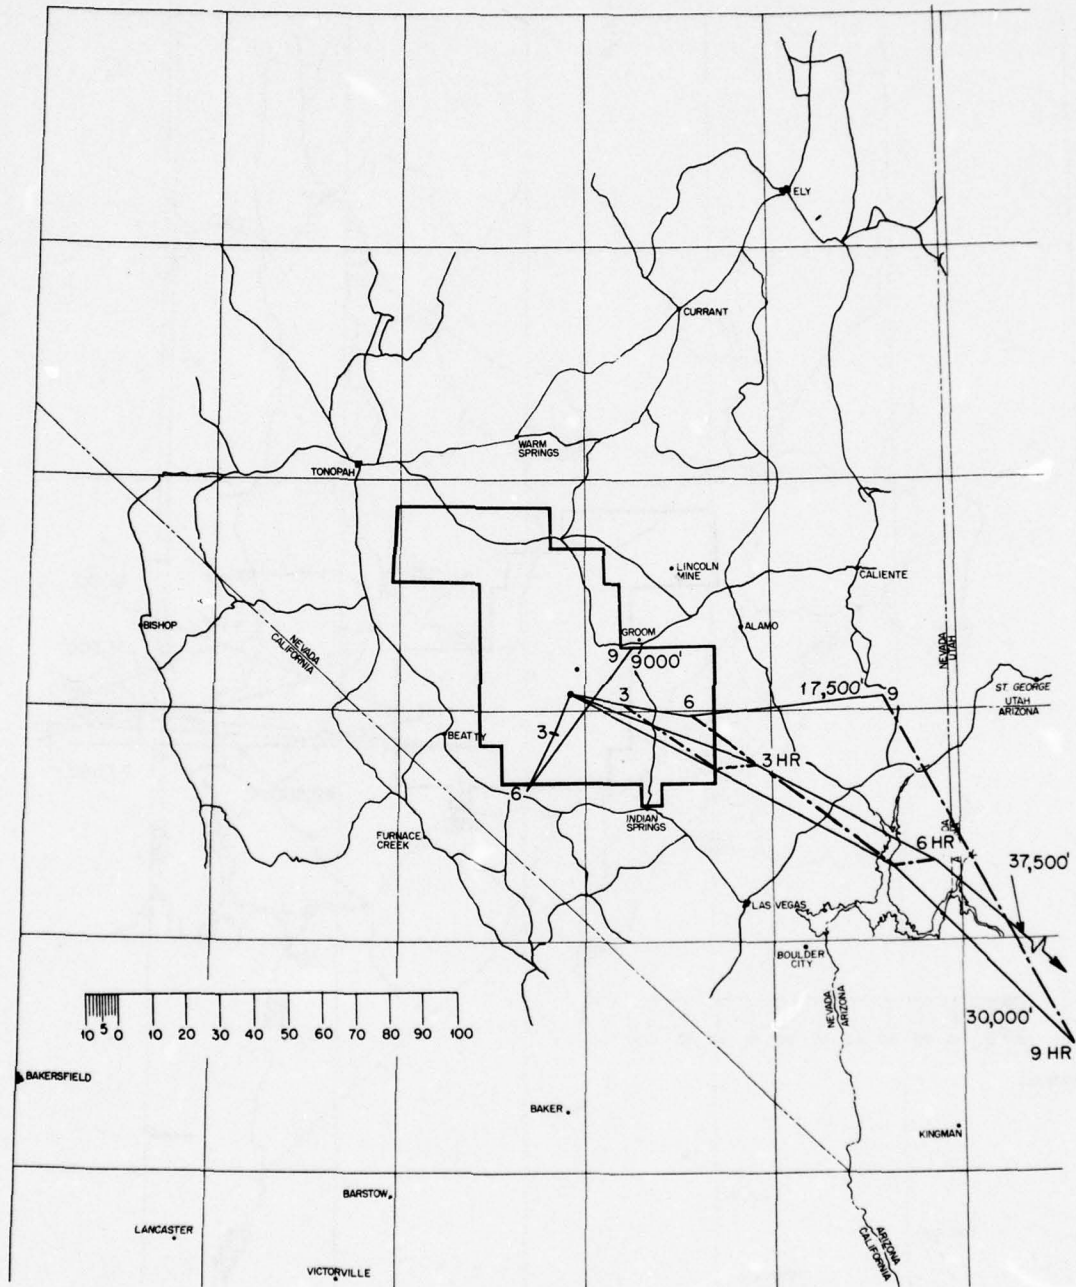 ELY
CURRANT
WARM
SPRINGS
TONOPAH
LINCOLN
MINE
CALIENTE
BISHOP
NEVADA
CALIFORNIA
GROOM
ALAMO
NEVADA
UTAH
9
9000'
ST. GEORGE
UTAH
ARIZONA
17,500'
9
3
6
3
BEATTY
3 HR
6
INDIAN
SPRINGS
FURNACE
CREEK
6 HR
37,500'
LAS VEGAS
BOULDER
CITY
NEVADA
ARIZONA
30,000'
9 HR
10 5 0 10 20 30 40 50 60 70 80 90 100
BAKERSFIELD
BAKER
KINGMAN
BARSTOW
LANCASTER
ARIZONA
CALIFORNIA
VICTORVILLE